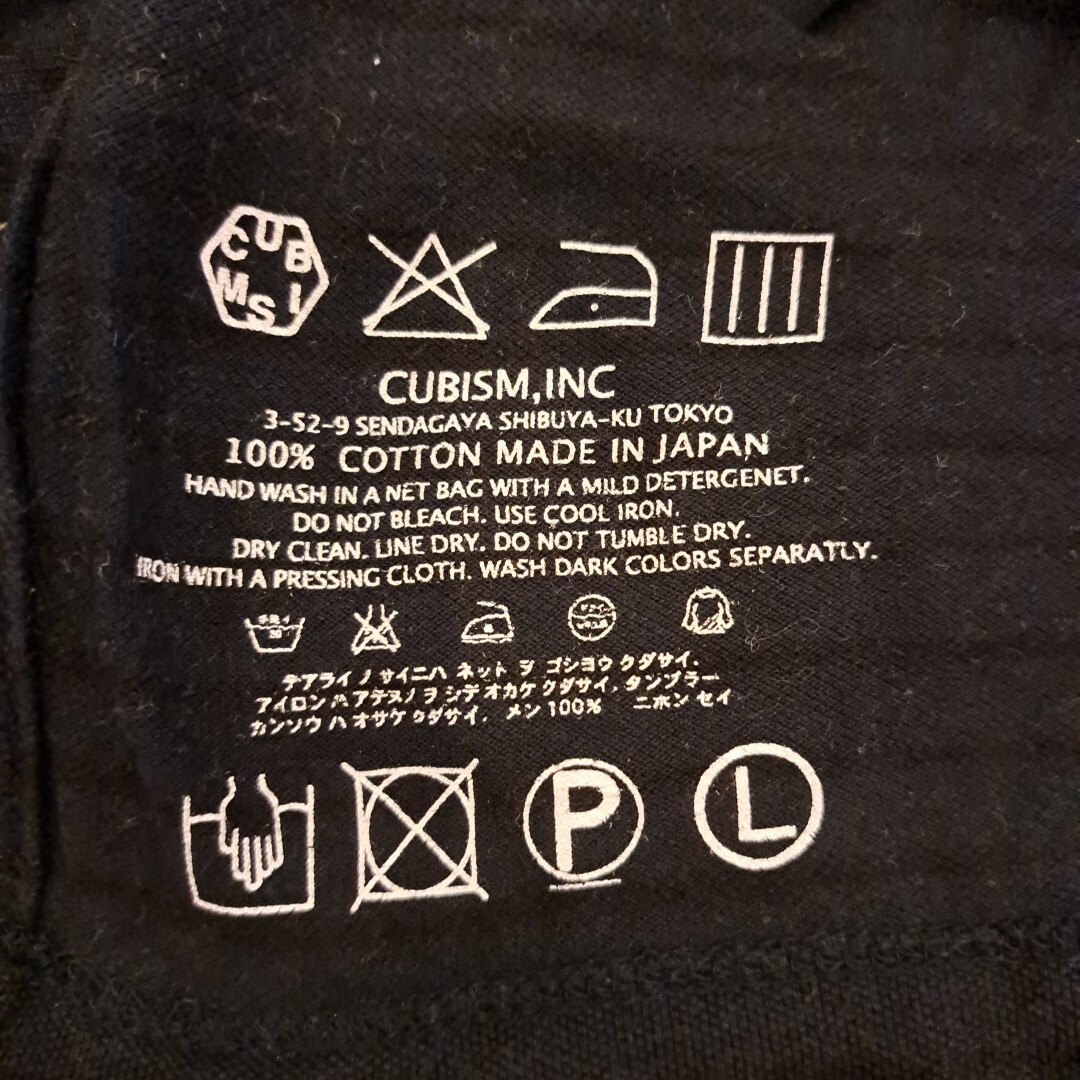 CUBISM
CUBISM,INC
3-52-9 SENDAGAYA SHIBUYA-KU TOKYO
100% COTTON MADE IN JAPAN
HAND WASH IN A NET BAG WITH A MILD DETERGENET.
DO NOT BLEACH. USE COOL IRON.
DRY CLEAN. LINE DRY. DO NOT TUMBLE DRY.
IRON WITH A PRESSING CLOTH. WASH DARK COLORS SEPARATLY.
テアライ ノ サイニハ ネット ヲ ゴシヨウ クダサイ.
アイロン ハ アテヌノ ヲ シテ オカケ クダサイ. タンブラー
カンソウ ハ オサケ クダサイ. メン 100% ニホン セイ
P
L